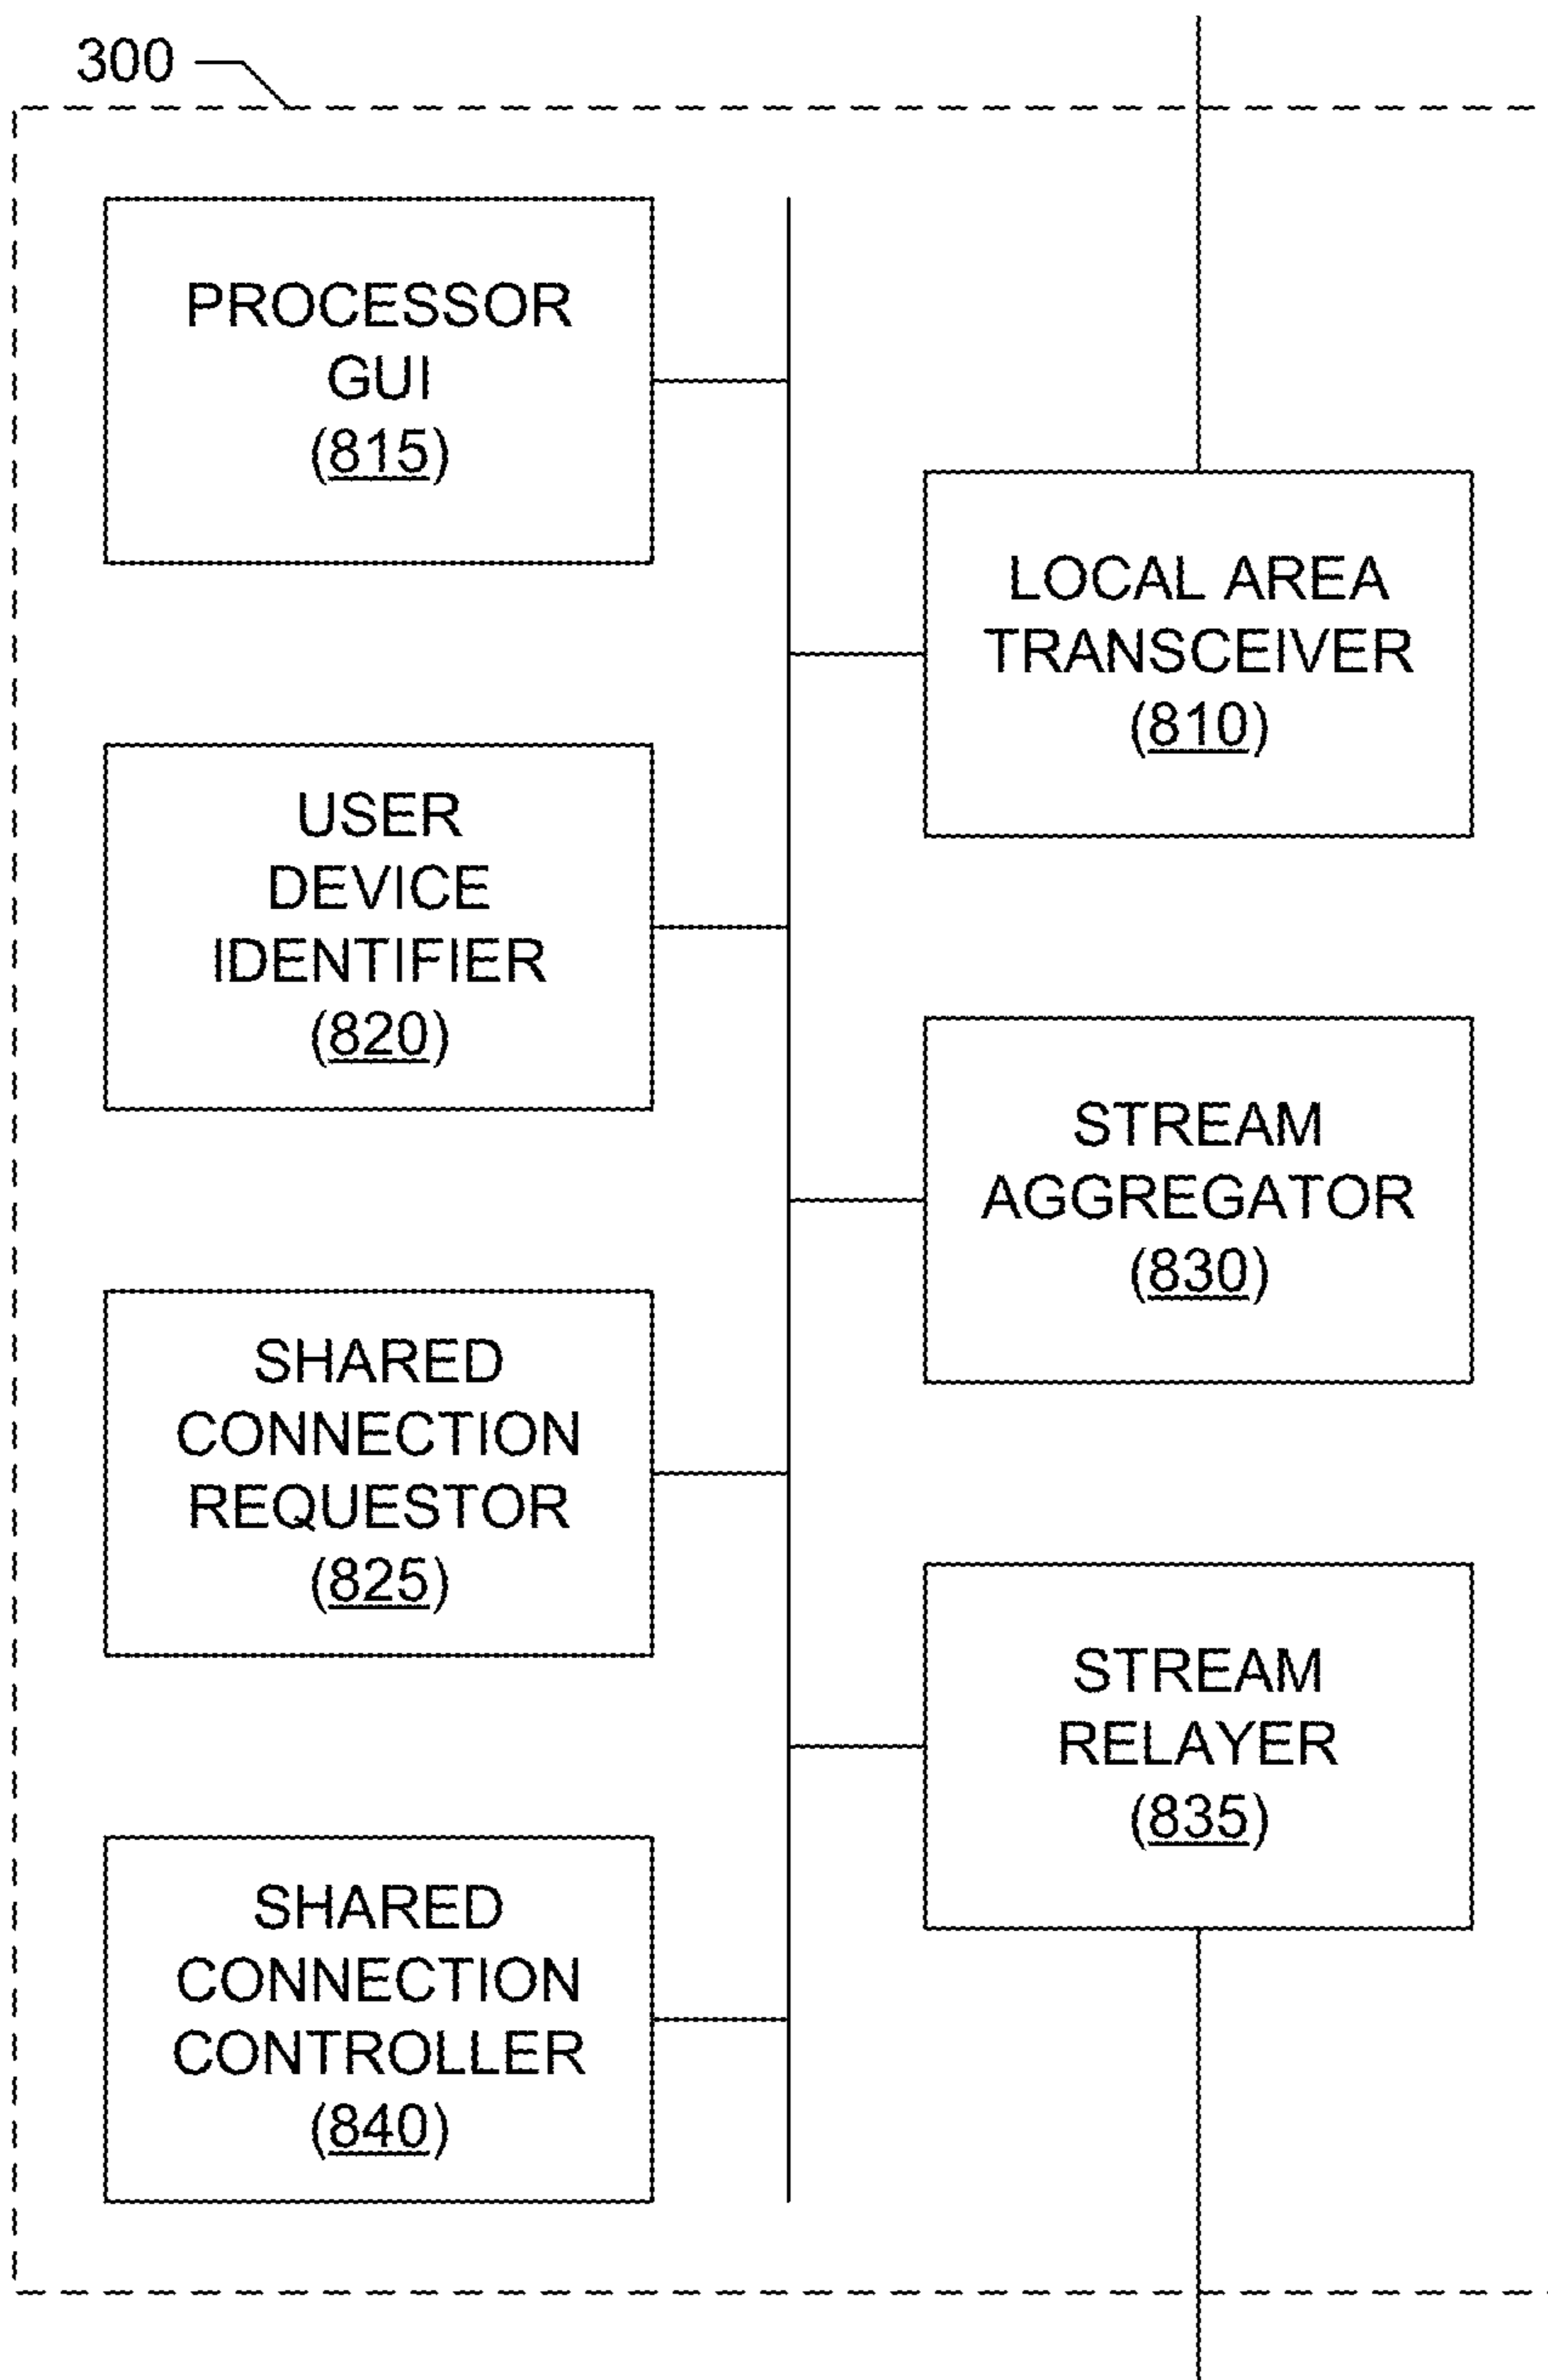 300
PROCESSOR
GUI
(815)
LOCAL AREA
TRANSCEIVER
(810)
USER
DEVICE
IDENTIFIER
(820)
STREAM
AGGREGATOR
(830)
SHARED
CONNECTION
REQUESTOR
(825)
STREAM
RELAYER
(835)
SHARED
CONNECTION
CONTROLLER
(840)